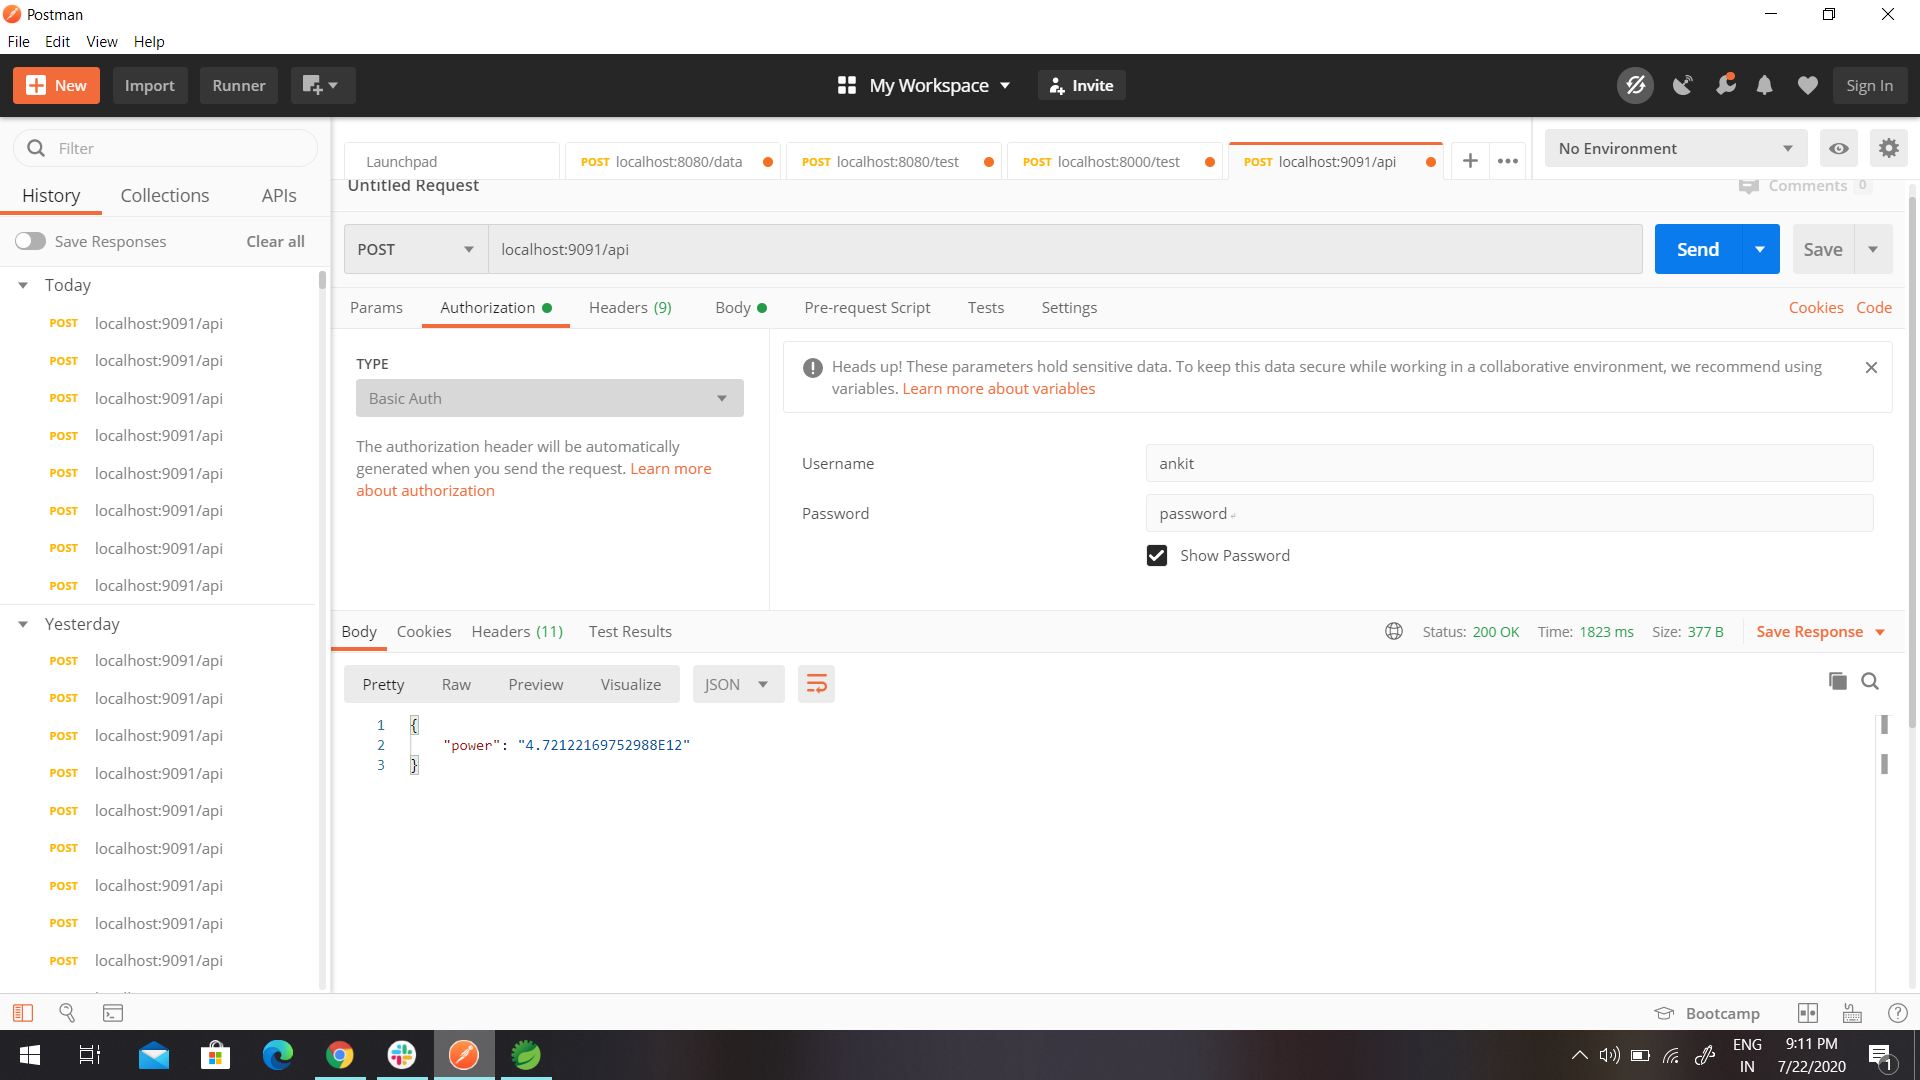 Postman
File Edit View Help
New Import Runner My Workspace Invite Sign In
Filter
History Collections APIs
Save Responses Clear all
Today
POST localhost:9091/api
POST localhost:9091/api
POST localhost:9091/api
POST localhost:9091/api
POST localhost:9091/api
POST localhost:9091/api
POST localhost:9091/api
POST localhost:9091/api
Yesterday
POST localhost:9091/api
POST localhost:9091/api
POST localhost:9091/api
POST localhost:9091/api
POST localhost:9091/api
POST localhost:9091/api
POST localhost:9091/api
POST localhost:9091/api
POST localhost:9091/api
Launchpad POST localhost:8080/data POST localhost:8080/test POST localhost:8000/test POST localhost:9091/api No Environment
Untitled Request Comments 0
POST localhost:9091/api Send Save
Params Authorization Headers (9) Body Pre-request Script Tests Settings Cookies Code
TYPE
Basic Auth
The authorization header will be automatically
generated when you send the request. Learn more
about authorization
Heads up! These parameters hold sensitive data. To keep this data secure while working in a collaborative environment, we recommend using
variables. Learn more about variables
Username ankit
Password password
Show Password
Body Cookies Headers (11) Test Results Status: 200 OK Time: 1823 ms Size: 377 B Save Response
Pretty Raw Preview Visualize JSON
1 {
2 "power": "4.72122169752988E12"
3 }
Bootcamp
ENG
IN
9:11 PM
7/22/2020
1